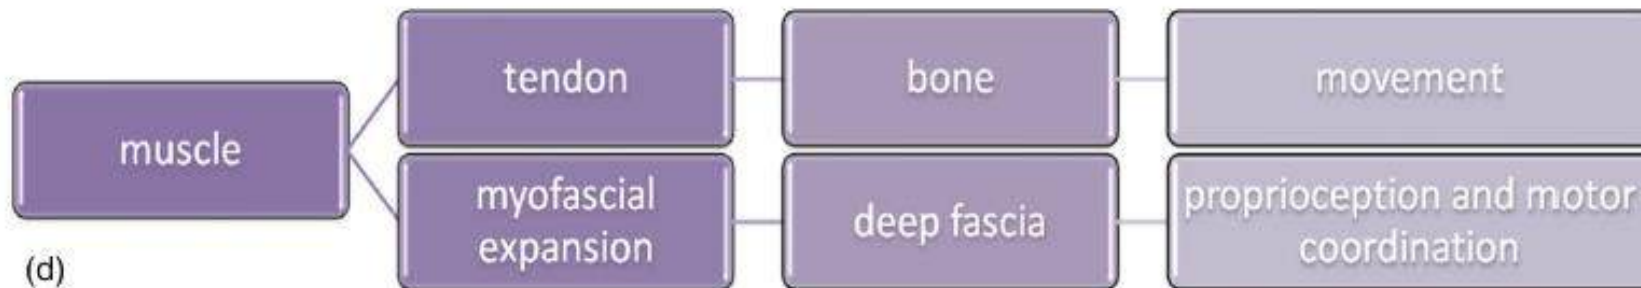 muscle
tendon
bone
movement
myofascial
expansion
deep fascia
proprioception and motor
coordination
(d)